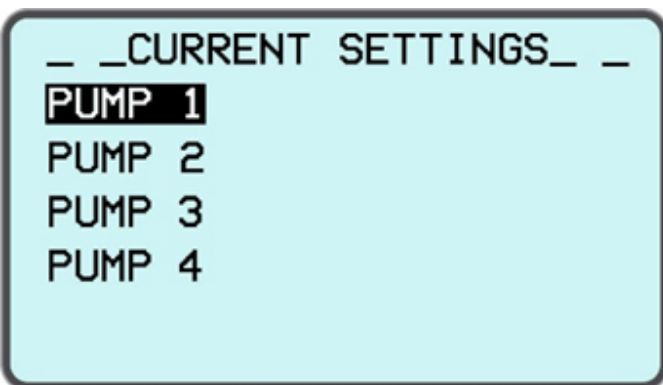 _ _CURRENT SETTINGS_ _
PUMP 1
PUMP 2
PUMP 3
PUMP 4